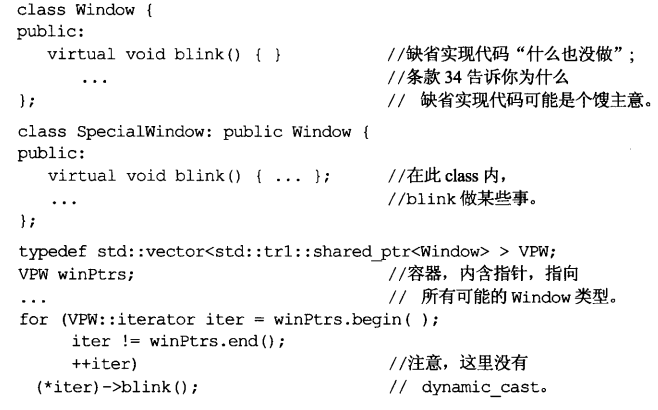 class Window {
public:
virtual void blink() { } //缺省实现代码“什么也没做”;
... //条款 34 告诉你为什么
}; // 缺省实现代码可能是个馊主意。
class SpecialWindow: public Window {
public:
virtual void blink() { ... }; //在此 class 内,
... //blink 做某些事。
};
typedef std::vector<std::tr1::shared_ptr<Window> > VPW;
VPW winPtrs; //容器，内含指针，指向
... // 所有可能的 Window 类型。
for (VPW::iterator iter = winPtrs.begin( );
iter != winPtrs.end();
++iter) //注意，这里没有
(*iter)->blink(); // dynamic_cast。